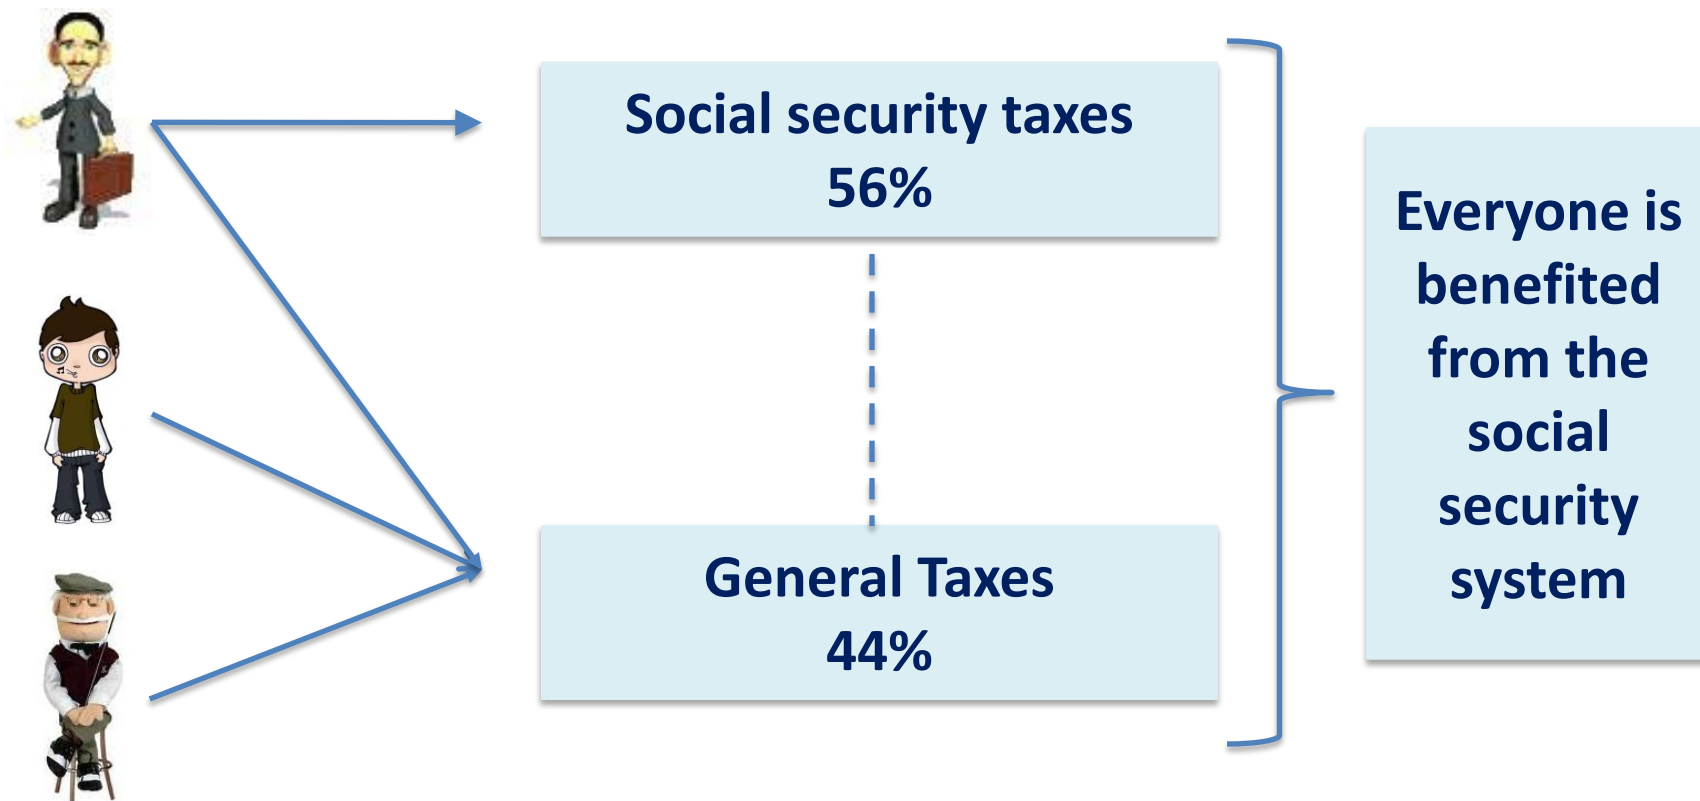 Social security taxes
56%
General Taxes
44%
Everyone is
benefited
from the
social
security
system